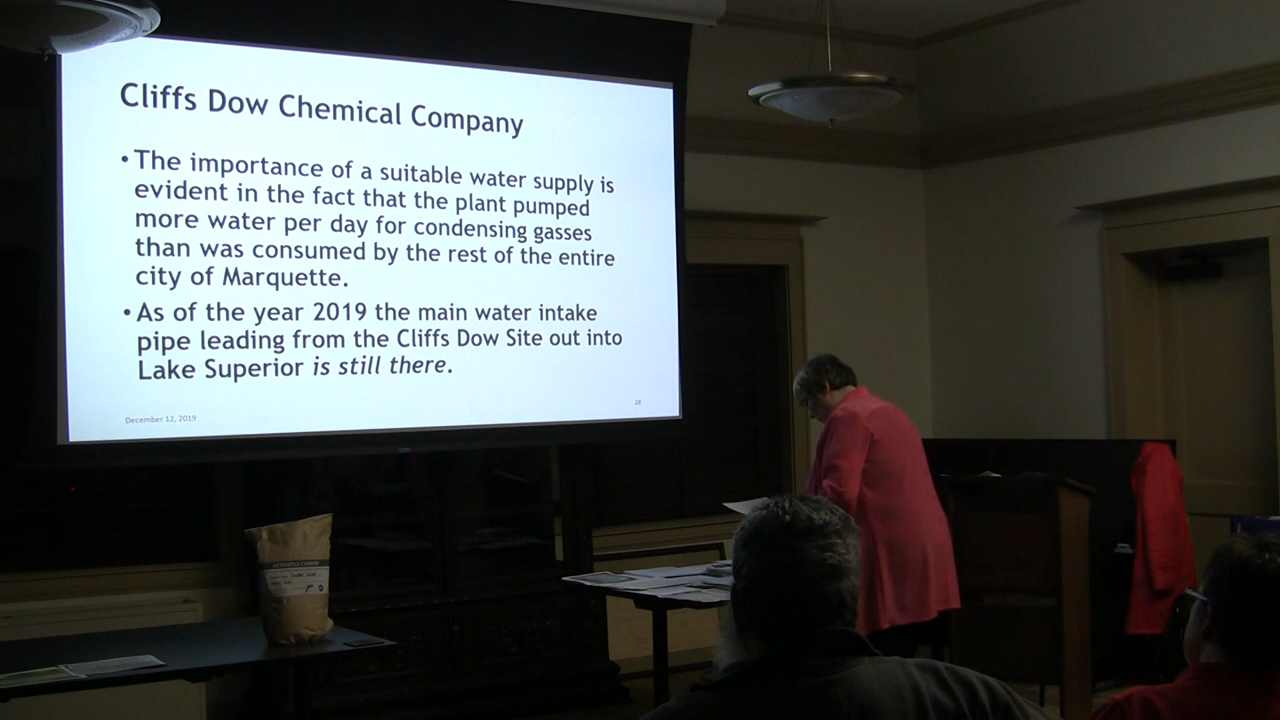 Cliffs Dow Chemical Company
•The importance of a suitable water supply is
evident in the fact that the plant pumped
more water per day for condensing gasses
than was consumed by the rest of the entire
city of Marquette.
•As of the year 2019 the main water intake
pipe leading from the Cliffs Dow Site out into
Lake Superior is still there.
December 12, 2019
28
ACTIVATED CARBON